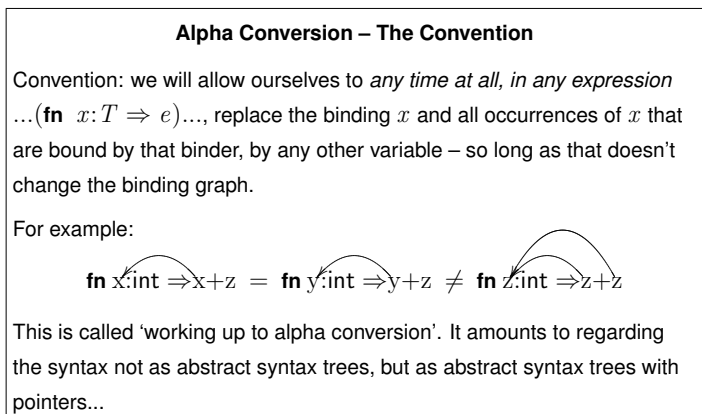 Alpha Conversion – The Convention
Convention: we will allow ourselves to any time at all, in any expression
...(fn x:T ⇒ e)..., replace the binding x and all occurrences of x that
are bound by that binder, by any other variable – so long as that doesn't
change the binding graph.
For example:
fn x:int ⇒x+z = fn y:int ⇒y+z ≠ fn z:int ⇒z+z
This is called ‘working up to alpha conversion’. It amounts to regarding
the syntax not as abstract syntax trees, but as abstract syntax trees with
pointers...